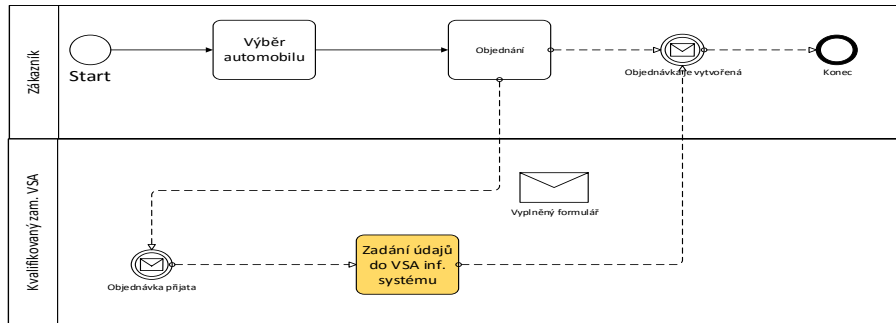 Zákazník
Start
Výběr
automobilu
Objednání
Objednávka je vytvořená
Konec
Kvalifikovaný zam. VSA
Vyplněný formulář
Objednávka přijata
Zadání údajů
do VSA inf.
systému